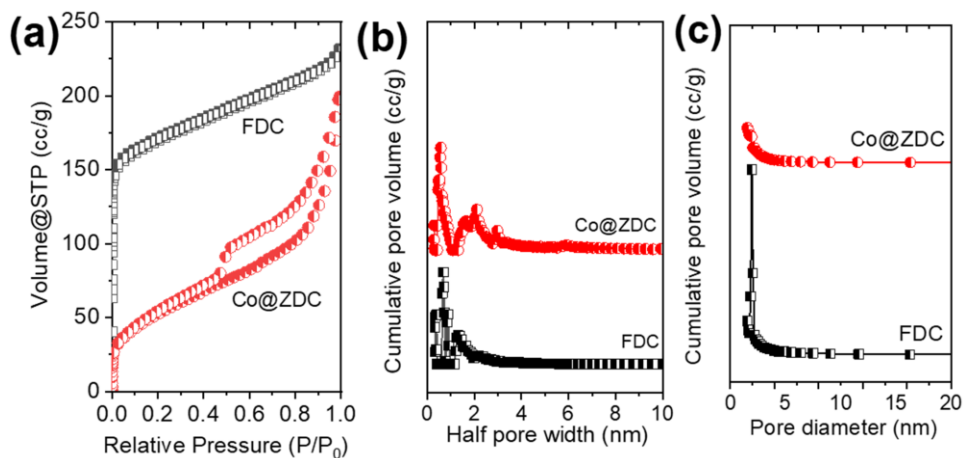 (a)
Volume@STP (cc/g)
250
200
150
100
50
0
FDC
Co@ZDC
0.0 0.2 0.4 0.6 0.8 1.0
Relative Pressure (P/P0)
(b)
Cumulative pore volume (cc/g)
Co@ZDC
FDC
0 2 4 6 8 10
Half pore width (nm)
(c)
Cumulative pore volume (cc/g)
Co@ZDC
FDC
0 5 10 15 20
Pore diameter (nm)